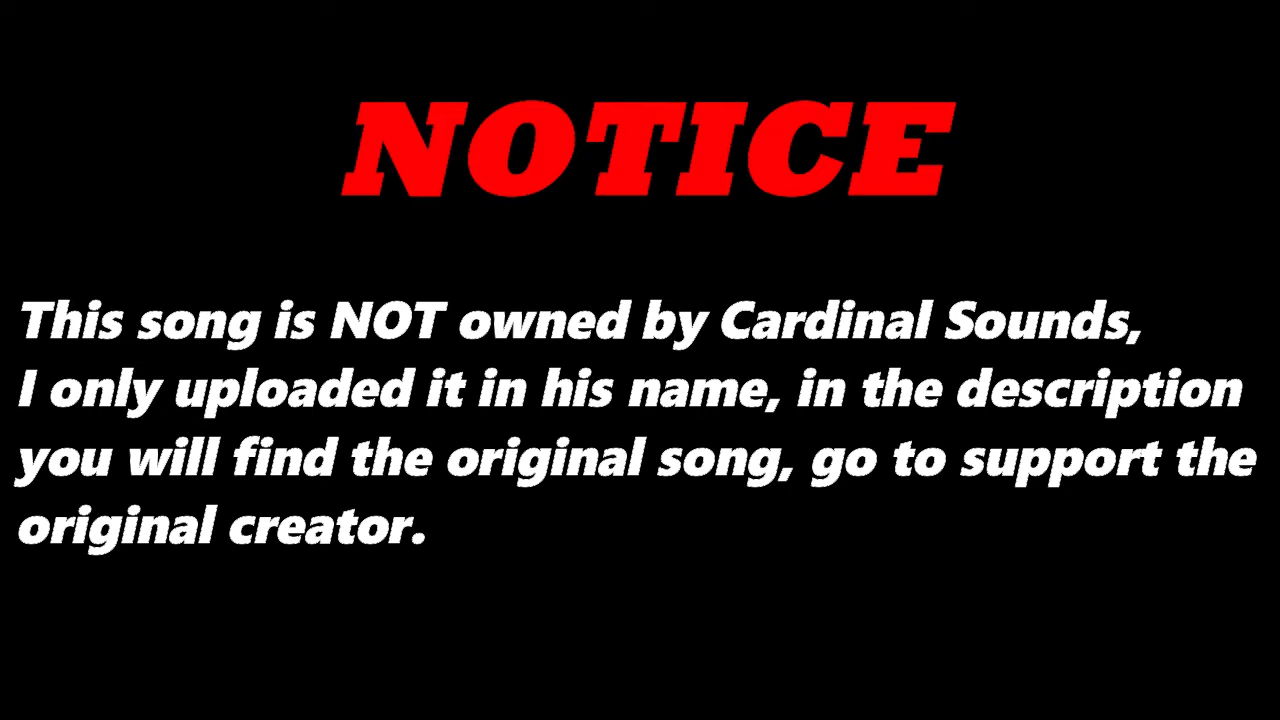 NOTICE
This song is NOT owned by Cardinal Sounds,
I only uploaded it in his name, in the description
you will find the original song, go to support the
original creator.